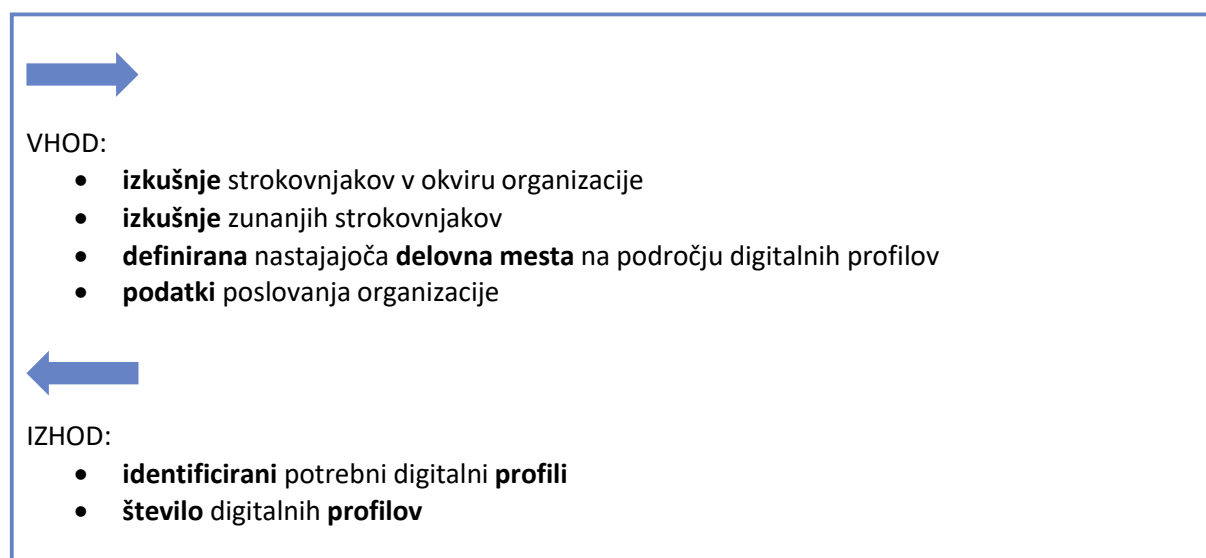 VHOD:
• izkušnje strokovnjakov v okviru organizacije
• izkušnje zunanjih strokovnjakov
• definirana nastajajoča delovna mesta na področju digitalnih profilov
• podatki poslovanja organizacije
IZHOD:
• identificirani potrebni digitalni profili
• število digitalnih profilov